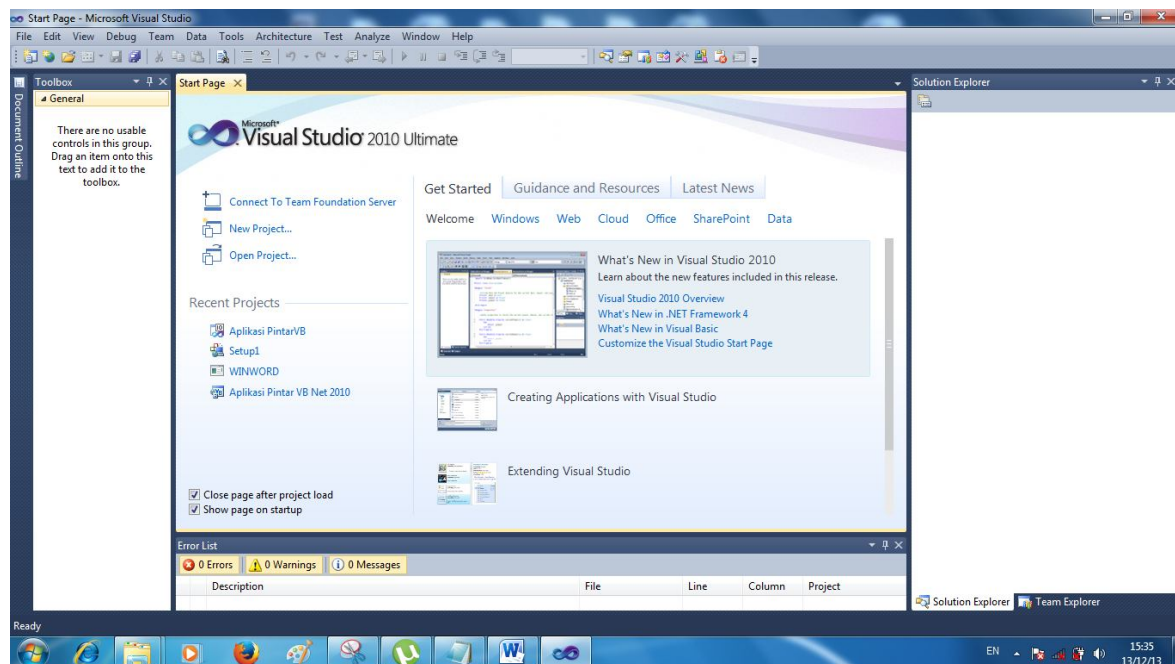 Start Page - Microsoft Visual Studio
File Edit View Debug Team Data Tools Architecture Test Analyze Window Help
Document Outline
Toolbox
General
There are no usable
controls in this group.
Drag an item onto this
text to add it to the
toolbox.
Start Page
Microsoft®
Visual Studio® 2010 Ultimate
Connect To Team Foundation Server
New Project...
Open Project...
Recent Projects
Aplikasi PintarVB
Setup1
WINWORD
Aplikasi Pintar VB Net 2010
Close page after project load
Show page on startup
Get Started Guidance and Resources Latest News
Welcome Windows Web Cloud Office SharePoint Data
What's New in Visual Studio 2010
Learn about the new features included in this release.
Visual Studio 2010 Overview
What's New in .NET Framework 4
What's New in Visual Basic
Customize the Visual Studio Start Page
Creating Applications with Visual Studio
Extending Visual Studio
Error List
0 Errors 0 Warnings 0 Messages
Description File Line Column Project
Solution Explorer
Solution Explorer Team Explorer
Ready
EN 15:35
13/12/13